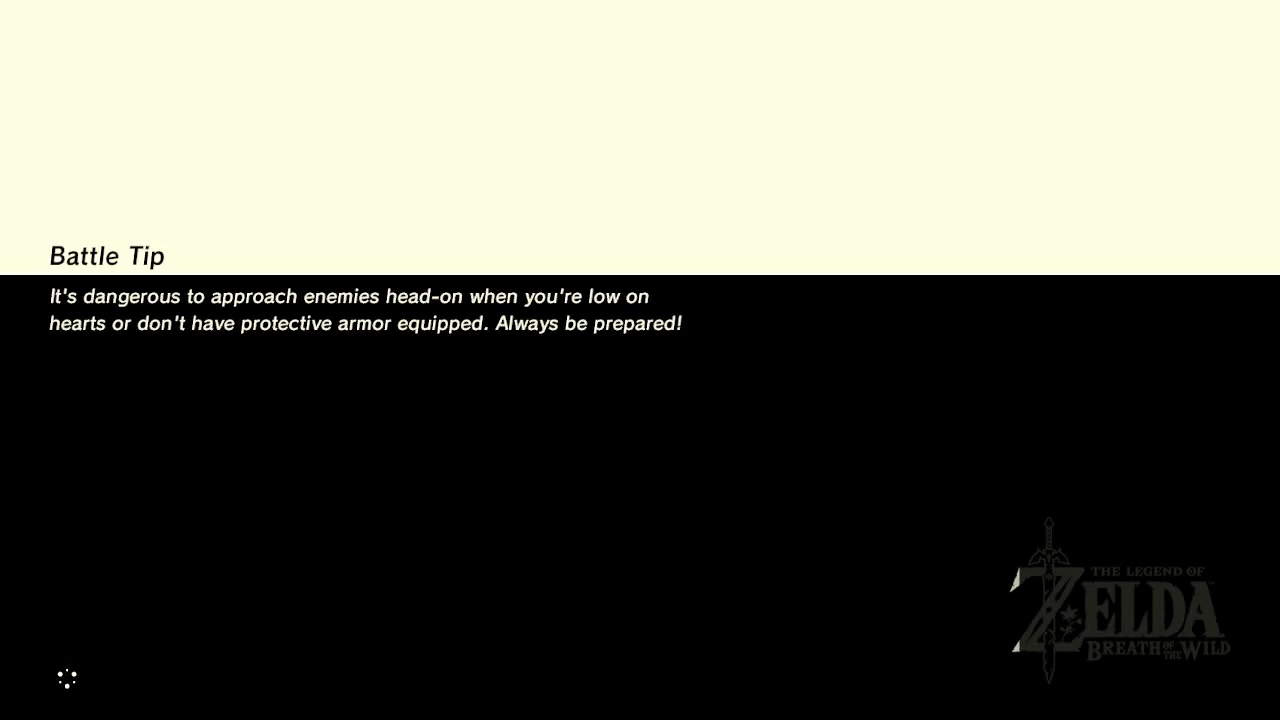 Battle Tip
It's dangerous to approach enemies head-on when you're low on
hearts or don't have protective armor equipped. Always be prepared!
THE LEGEND OF
ZELDA
BREATH OF THE WILD